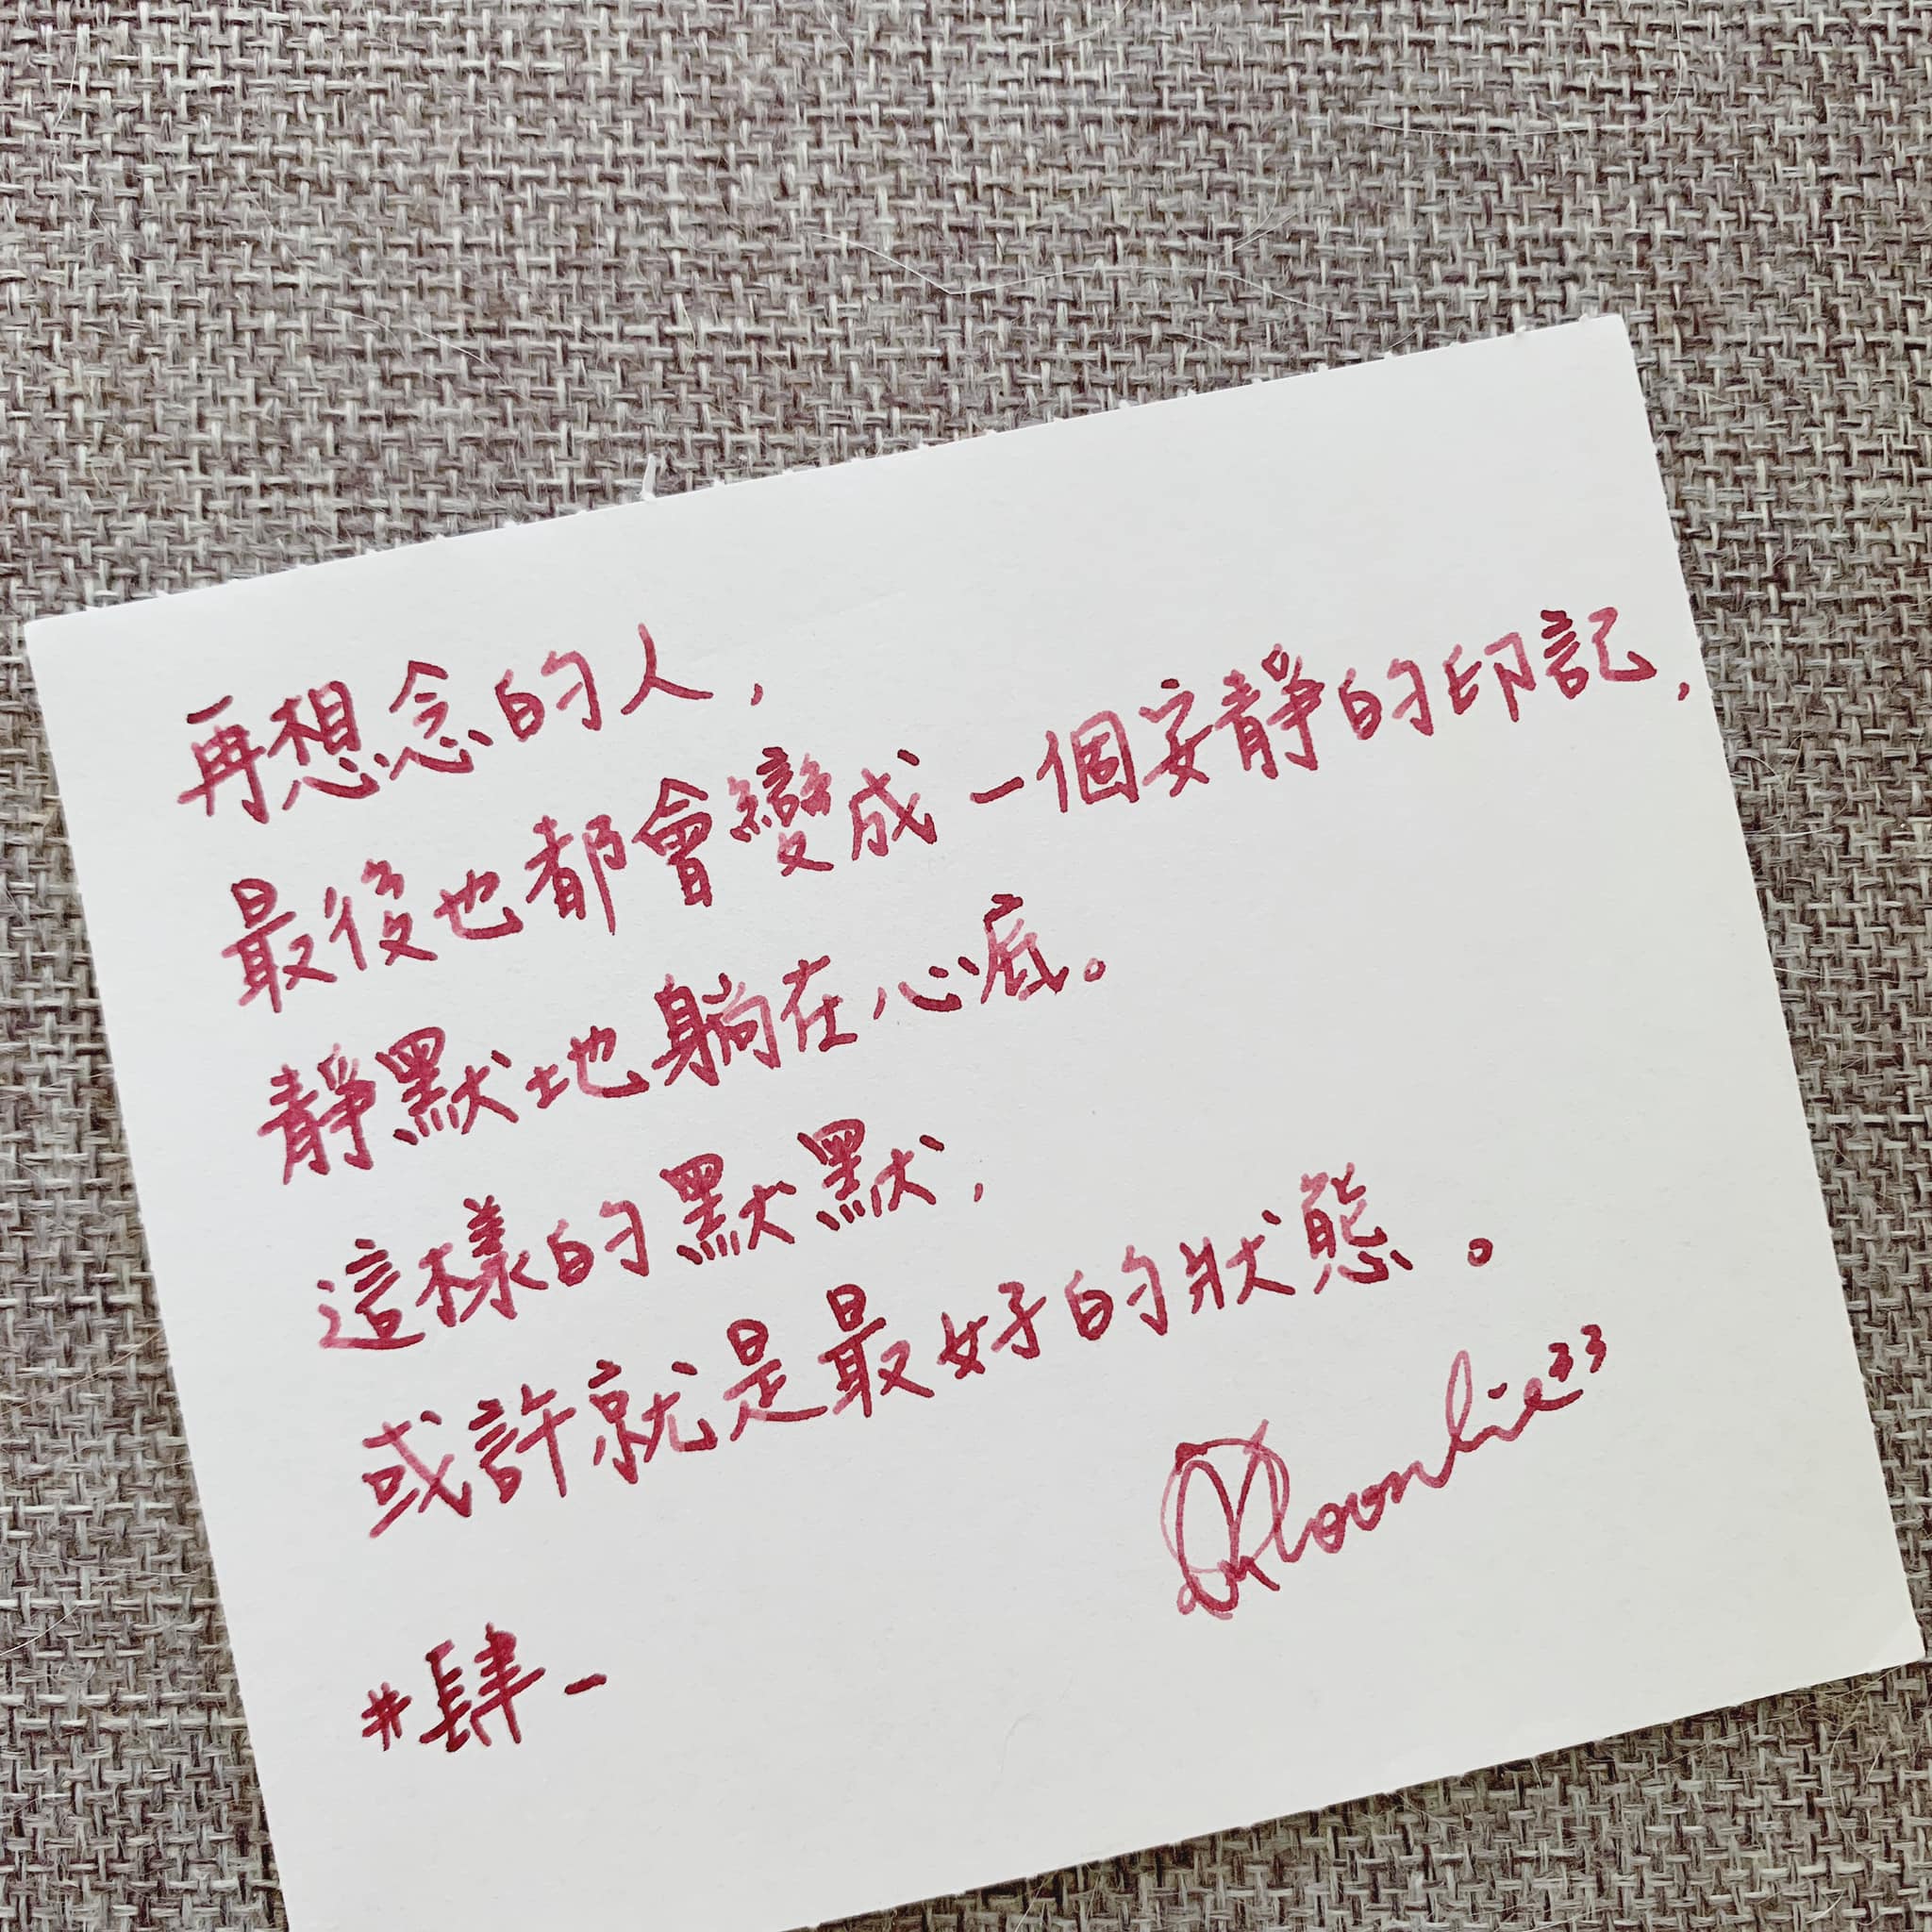 再想念的人，
最後也都會變成一個安靜的印記，
靜默地躺在心底。
這樣的默默，
或許就是最好的狀態。
#肆一